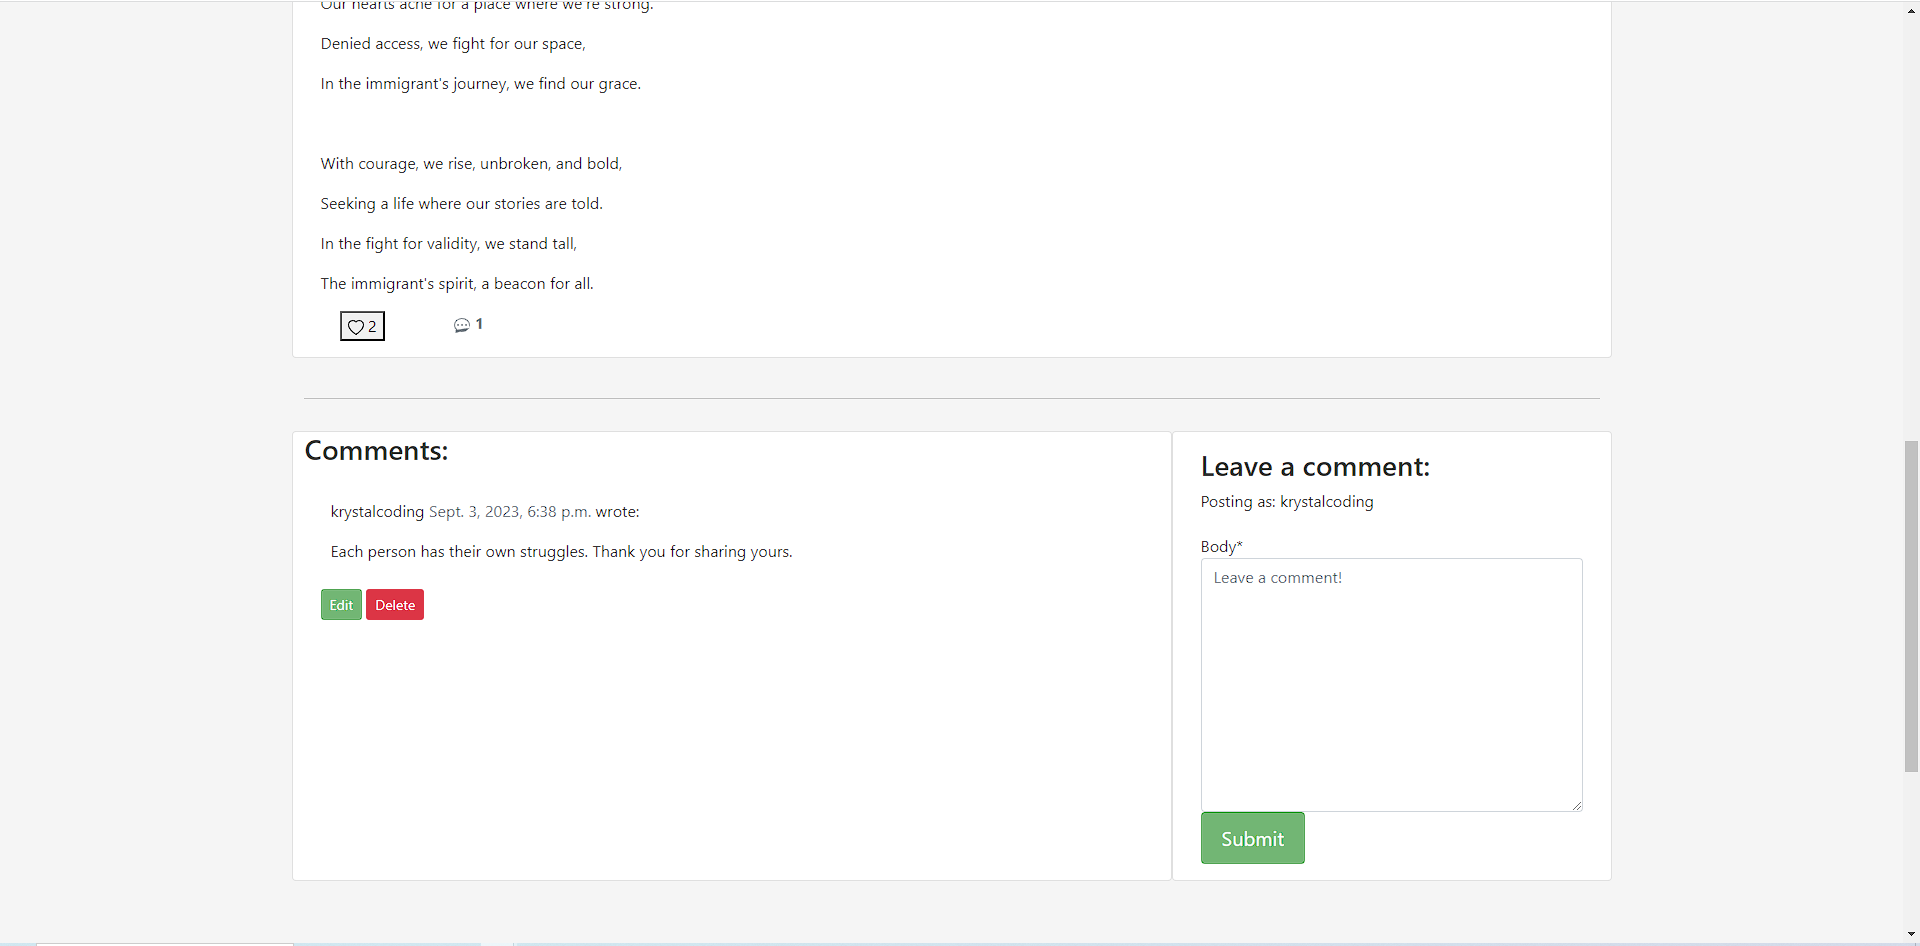 Our hearts ache for a place where we're strong.
Denied access, we fight for our space,
In the immigrant's journey, we find our grace.
With courage, we rise, unbroken, and bold,
Seeking a life where our stories are told.
In the fight for validity, we stand tall,
The immigrant's spirit, a beacon for all.
2
1
Comments:
krystalcoding Sept. 3, 2023, 6:38 p.m. wrote:
Each person has their own struggles. Thank you for sharing yours.
Edit Delete
Leave a comment:
Posting as: krystalcoding
Body*
Leave a comment!
Submit